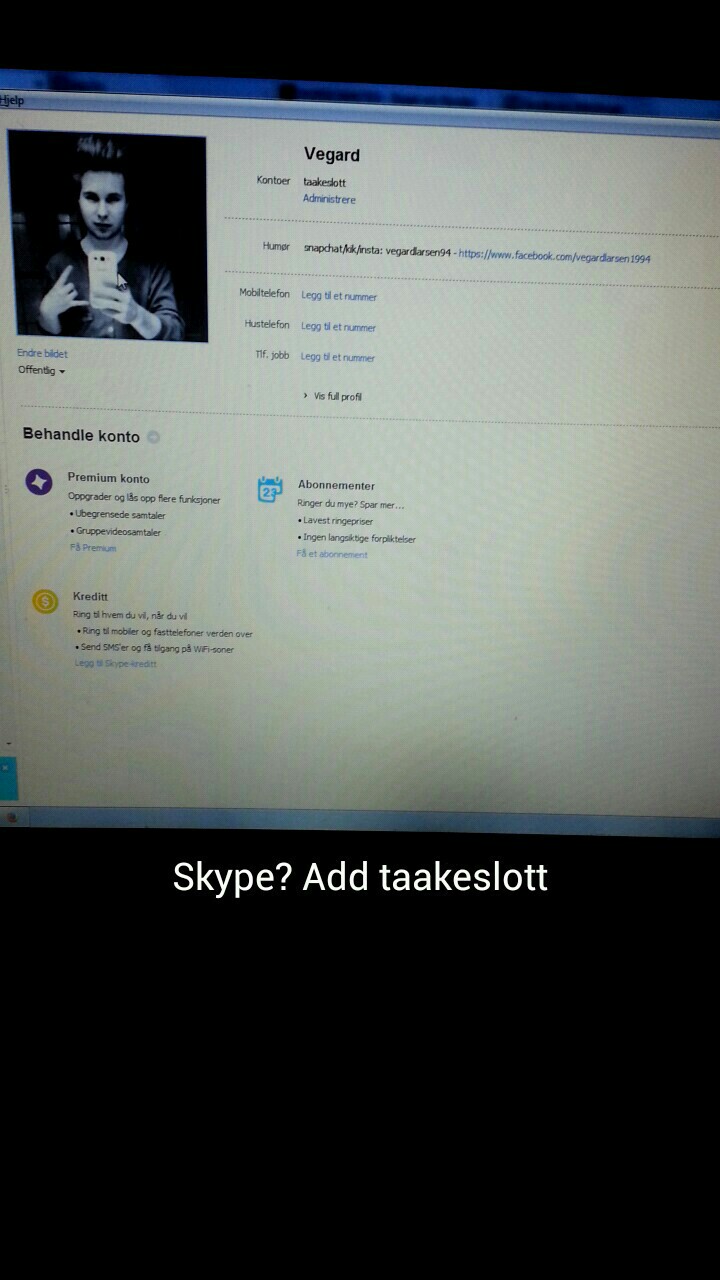 Hjelp
Vegard
Kontoer taakeslott
Administrere
Humør snapchat/kik/insta: vegardlarsen94 - https://www.facebook.com/vegardlarsen1994
Mobiltelefon Legg til et nummer
Hustelefon Legg til et nummer
Tlf. jobb Legg til et nummer
Endre bildet
Offentlig
Vis full profil
Behandle konto
Premium konto
Oppgrader og lås opp flere funksjoner
• Ubegrensede samtaler
• Gruppevideosamtaler
Få Premium
23
Abonnementer
Ringer du mye? Spar mer...
• Lavest ringepriser
• Ingen langsiktige forpliktelser
Få et abonnement
$
Kreditt
Ring til hvem du vil, når du vil
• Ring til mobiler og fasttelefoner verden over
• Send SMS'er og få tilgang på WiFi-soner
Legg til Skype-kreditt
Skype? Add taakeslott